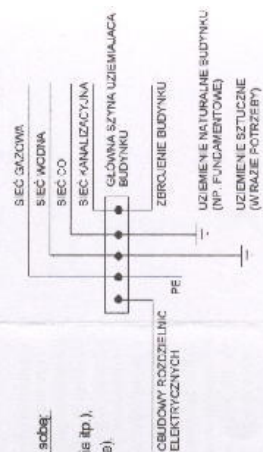 SIEĆ GAZOWA
SIEĆ WODNA
SIEĆ CO
SIEĆ KANALIZACYJNA
GŁÓWNA SZYNA UZIEMIAJĄCA
BUDYNKU
ZBROJENIE BUDYNKU
UZIEMIENIE NATURALNE BUDYNKU
(NP. FUNDAMENTOWE)
UZIEMIENIE SZTUCZNE
(W RAZIE POTRZEBY)
PE
OBUDOWY ROZDZIELNIC
ELEKTRYCZNYCH
sobą:
itp.),